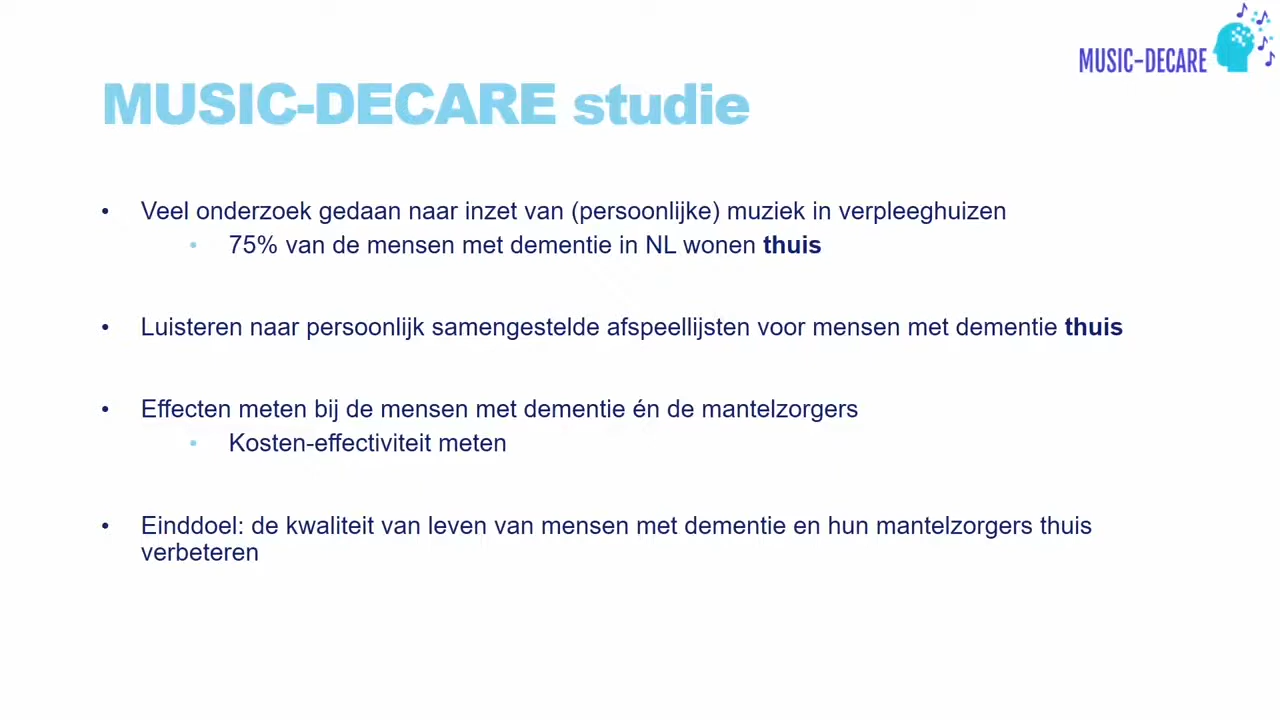 MUSIC-DECARE
MUSIC-DECARE studie
• Veel onderzoek gedaan naar inzet van (persoonlijke) muziek in verpleeghuizen
• 75% van de mensen met dementie in NL wonen thuis
• Luisteren naar persoonlijk samengestelde afspeellijsten voor mensen met dementie thuis
• Effecten meten bij de mensen met dementie én de mantelzorgers
• Kosten-effectiviteit meten
• Einddoel: de kwaliteit van leven van mensen met dementie en hun mantelzorgers thuis
verbeteren